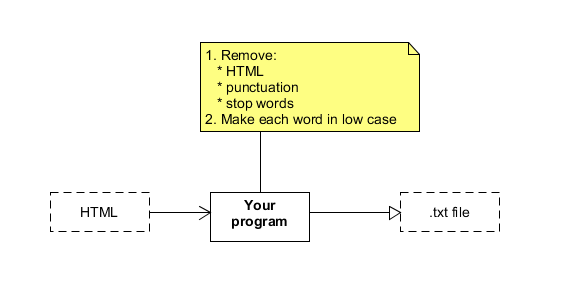 1. Remove:
* HTML
* punctuation
* stop words
2. Make each word in low case
HTML
Your
program
.txt file